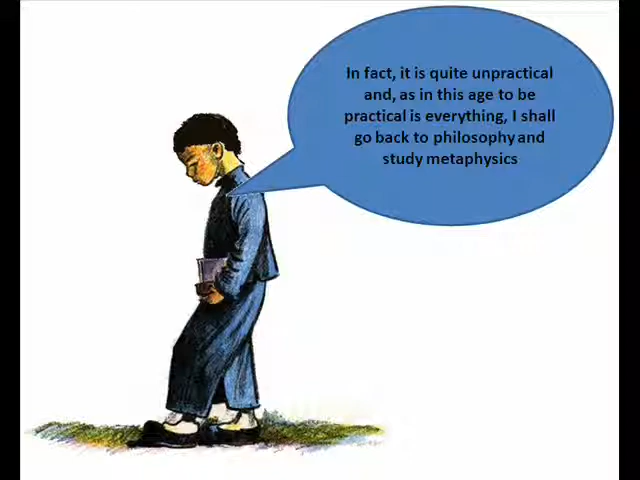 In fact, it is quite unpractical
and, as in this age to be
practical is everything, I shall
go back to philosophy and
study metaphysics